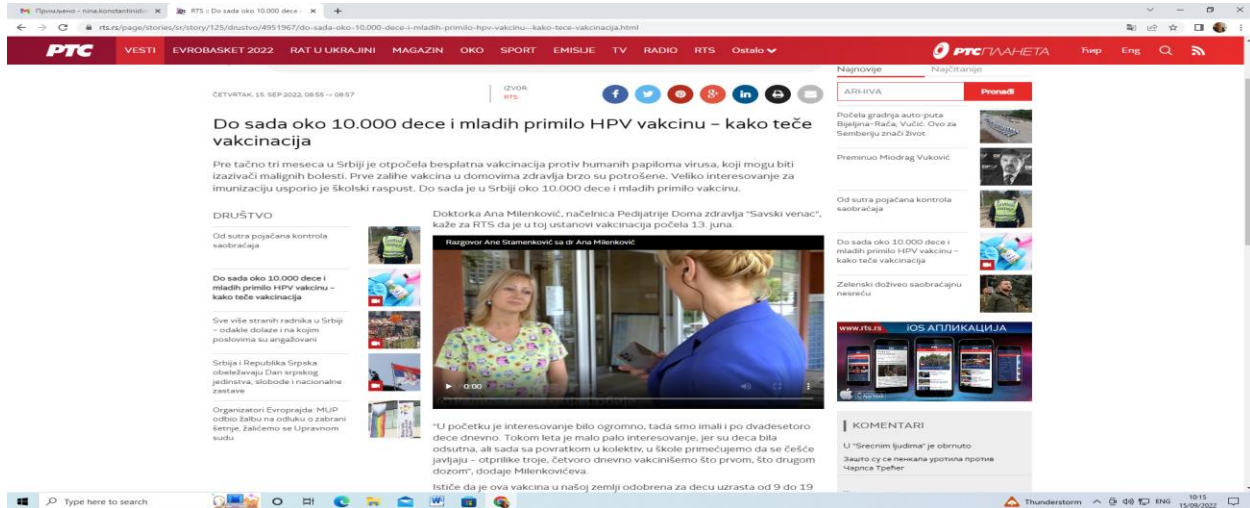 Примљено - nina.konstantinidi
RTS :: Do sada oko 10.000 dece
rts.rs/page/stories/sr/story/125/drustvo/4951967/do-sada-oko-10.000-dece-i-mladih-primilo-hpv-vakcinu---kako-tece-vakcinacija.html
РТС VESTI EVROBASKET 2022 RAT U UKRAJINI MAGAZIN OKO SPORT EMISIJE TV RADIO RTS Ostalo
РТС ПЛАНЕТА Ћир Eng
ČETVRTAK, 15. SEP 2022, 08:55 -> 08:57
IZVOR:
RTS
Do sada oko 10.000 dece i mladih primilo HPV vakcinu – kako teče
vakcinacija
Pre tačno tri meseca u Srbiji je otpočela besplatna vakcinacija protiv humanih papiloma virusa, koji mogu biti
izazivači malignih bolesti. Prve zalihe vakcina u domovima zdravlja brzo su potrošene. Veliko interesovanje za
imunizaciju usporio je školski raspust. Do sada je u Srbiji oko 10.000 dece i mladih primilo vakcinu.
DRUŠTVO
Od sutra pojačana kontrola
saobraćaja
Do sada oko 10.000 dece i
mladih primilo HPV vakcinu –
kako teče vakcinacija
Sve više stranih radnika u Srbiji
– odakle dolaze i na kojim
poslovima su angažovani
Srbija i Republika Srpska
obeležavaju Dan srpskog
jedinstva, slobode i nacionalne
zastave
Organizatori Evroprajda: MUP
odbio žalbu na odluku o zabrani
šetnje, žalićemo se Upravnom
sudu
Doktorka Ana Milenković, načelnica Pedijatrije Doma zdravlja "Savski venac",
kaže za RTS da je u toj ustanovi vakcinacija počela 13. juna.
Razgovor Ane Stamenković sa dr Ana Milenković
0:00
"U početku je interesovanje bilo ogromno, tada smo imali i po dvadesetoro
dece dnevno. Tokom leta je malo palo interesovanje, jer su deca bila
odsutna, ali sada sa povratkom u kolektiv, u škole primećujemo da se češće
javljaju – otprilike troje, četvoro dnevno vakcinišemo što prvom, što drugom
dozom", dodaje Milenkovićeva.
Ističe da je ova vakcina u našoj zemlji odobrena za decu uzrasta od 9 do 19
Najnovije Najčitanije
ARHIVA Pronađi
Počela gradnja auto-puta
Bijeljina–Rača; Vučić: Ovo za
Semberiju znači život
Preminuo Miodrag Vuković
Od sutra pojačana kontrola
saobraćaja
Do sada oko 10.000 dece i
mladih primilo HPV vakcinu –
kako teče vakcinacija
Zelenski doživeo saobraćajnu
nesreću
www.rts.rs iOS АПЛИКАЦИЈА
KOMENTARI
U "Srecnim ljudima" je obrnuto
Зашто су се пенкала уротила против
Чарлса Трећег
Type here to search
Thunderstorm ENG 10:15
15/09/2022